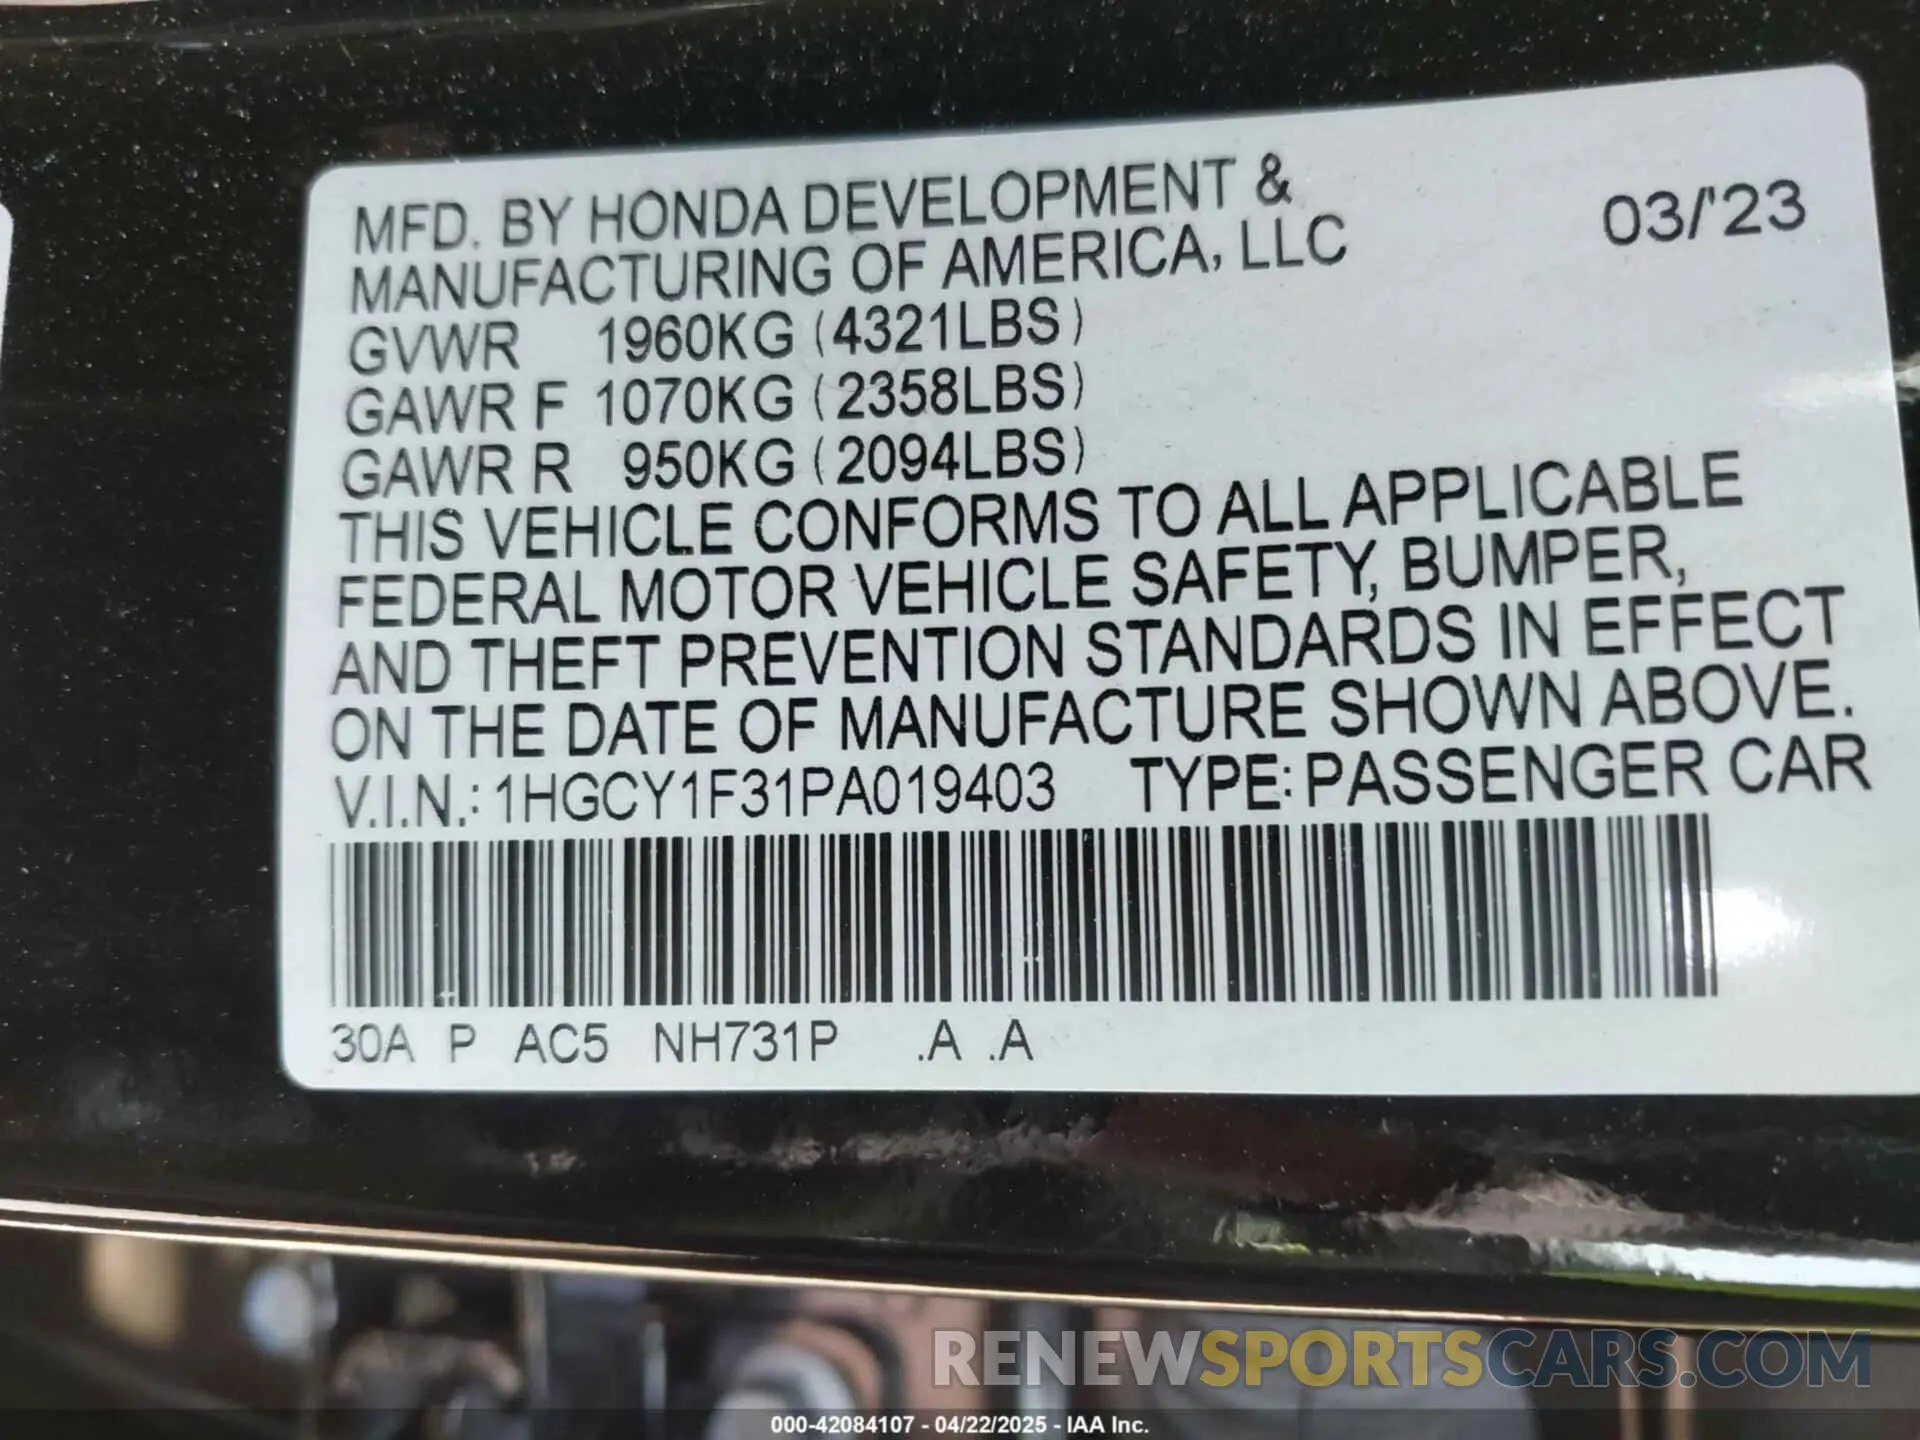 MFD. BY HONDA DEVELOPMENT &
MANUFACTURING OF AMERICA, LLC
03/'23
GVWR 1960KG (4321LBS)
GAWR F 1070KG (2358LBS)
GAWR R 950KG (2094LBS)
THIS VEHICLE CONFORMS TO ALL APPLICABLE
FEDERAL MOTOR VEHICLE SAFETY, BUMPER,
AND THEFT PREVENTION STANDARDS IN EFFECT
ON THE DATE OF MANUFACTURE SHOWN ABOVE.
V.I.N.: 1HGCY1F31PA019403 TYPE: PASSENGER CAR
30A P AC5 NH731P .A .A
RENEWSPORTSCARS.COM
000-42084107 - 04/22/2025 - IAA Inc.